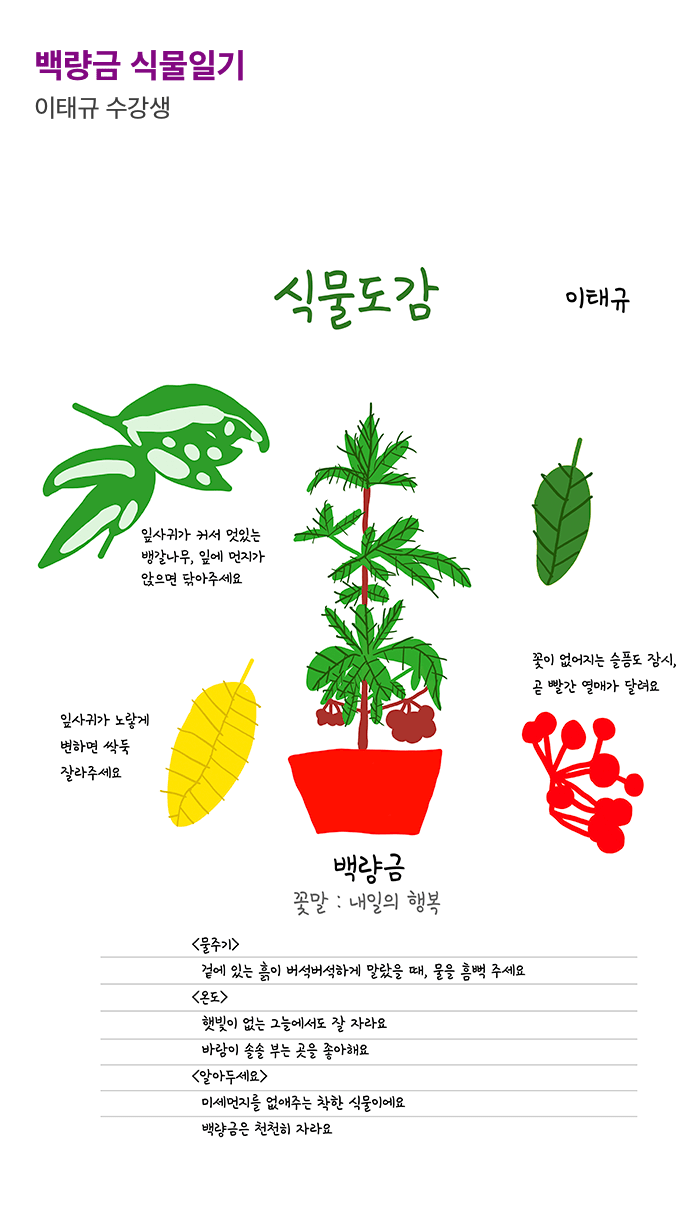 백량금 식물일기
이태규 수강생
식물도감
이태규
잎사귀가 커서 멋있는
뱅갈나무, 잎에 먼지가
앉으면 닦아주세요
꽃이 없어지는 슬픔도 잠시,
곧 빨간 열매가 달려요
잎사귀가 노랗게
변하면 싹둑
잘라주세요
백량금
꽃말 : 내일의 행복
<물주기>
겉에 있는 흙이 버석버석하게 말랐을 때, 물을 흠뻑 주세요
<온도>
햇빛이 없는 그늘에서도 잘 자라요
바람이 솔솔 부는 곳을 좋아해요
<알아두세요>
미세먼지를 없애주는 착한 식물이에요
백량금은 천천히 자라요